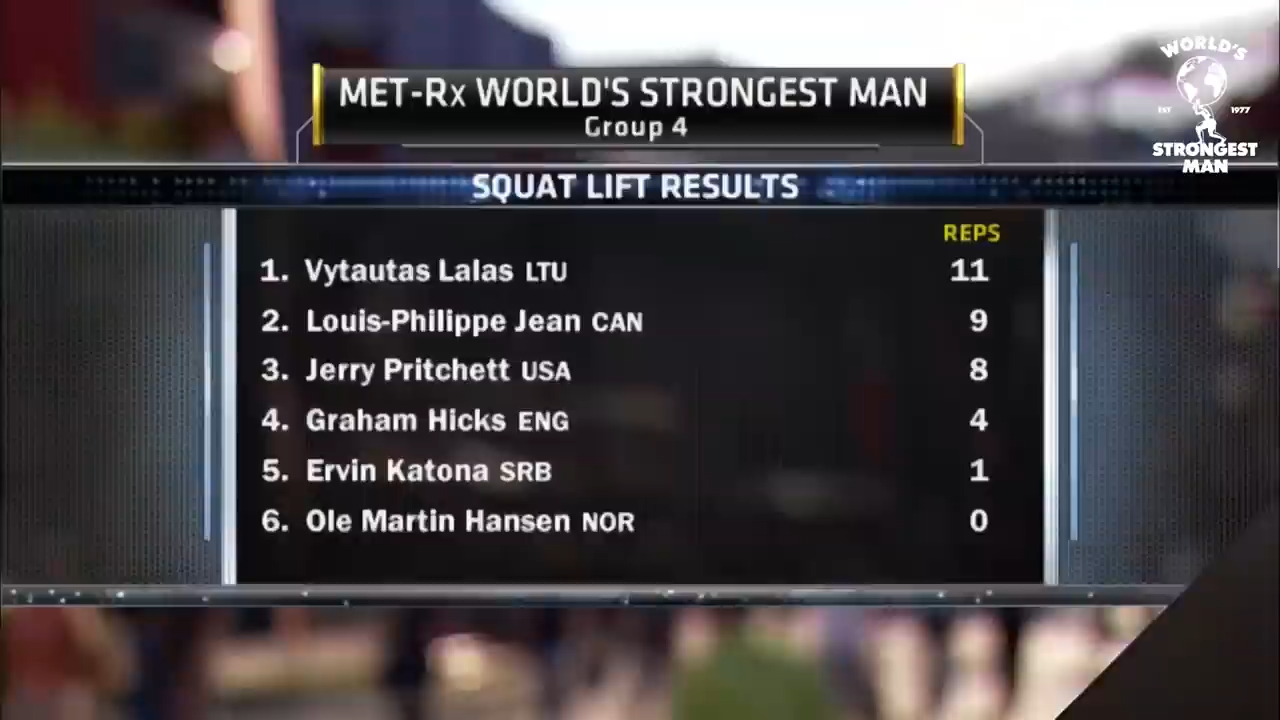 MET-Rx WORLD'S STRONGEST MAN
Group 4
WORLD'S
EST 1977
STRONGEST
MAN
SQUAT LIFT RESULTS
REPS
1. Vytautas Lalas LTU 11
2. Louis-Philippe Jean CAN 9
3. Jerry Pritchett USA 8
4. Graham Hicks ENG 4
5. Ervin Katona SRB 1
6. Ole Martin Hansen NOR 0